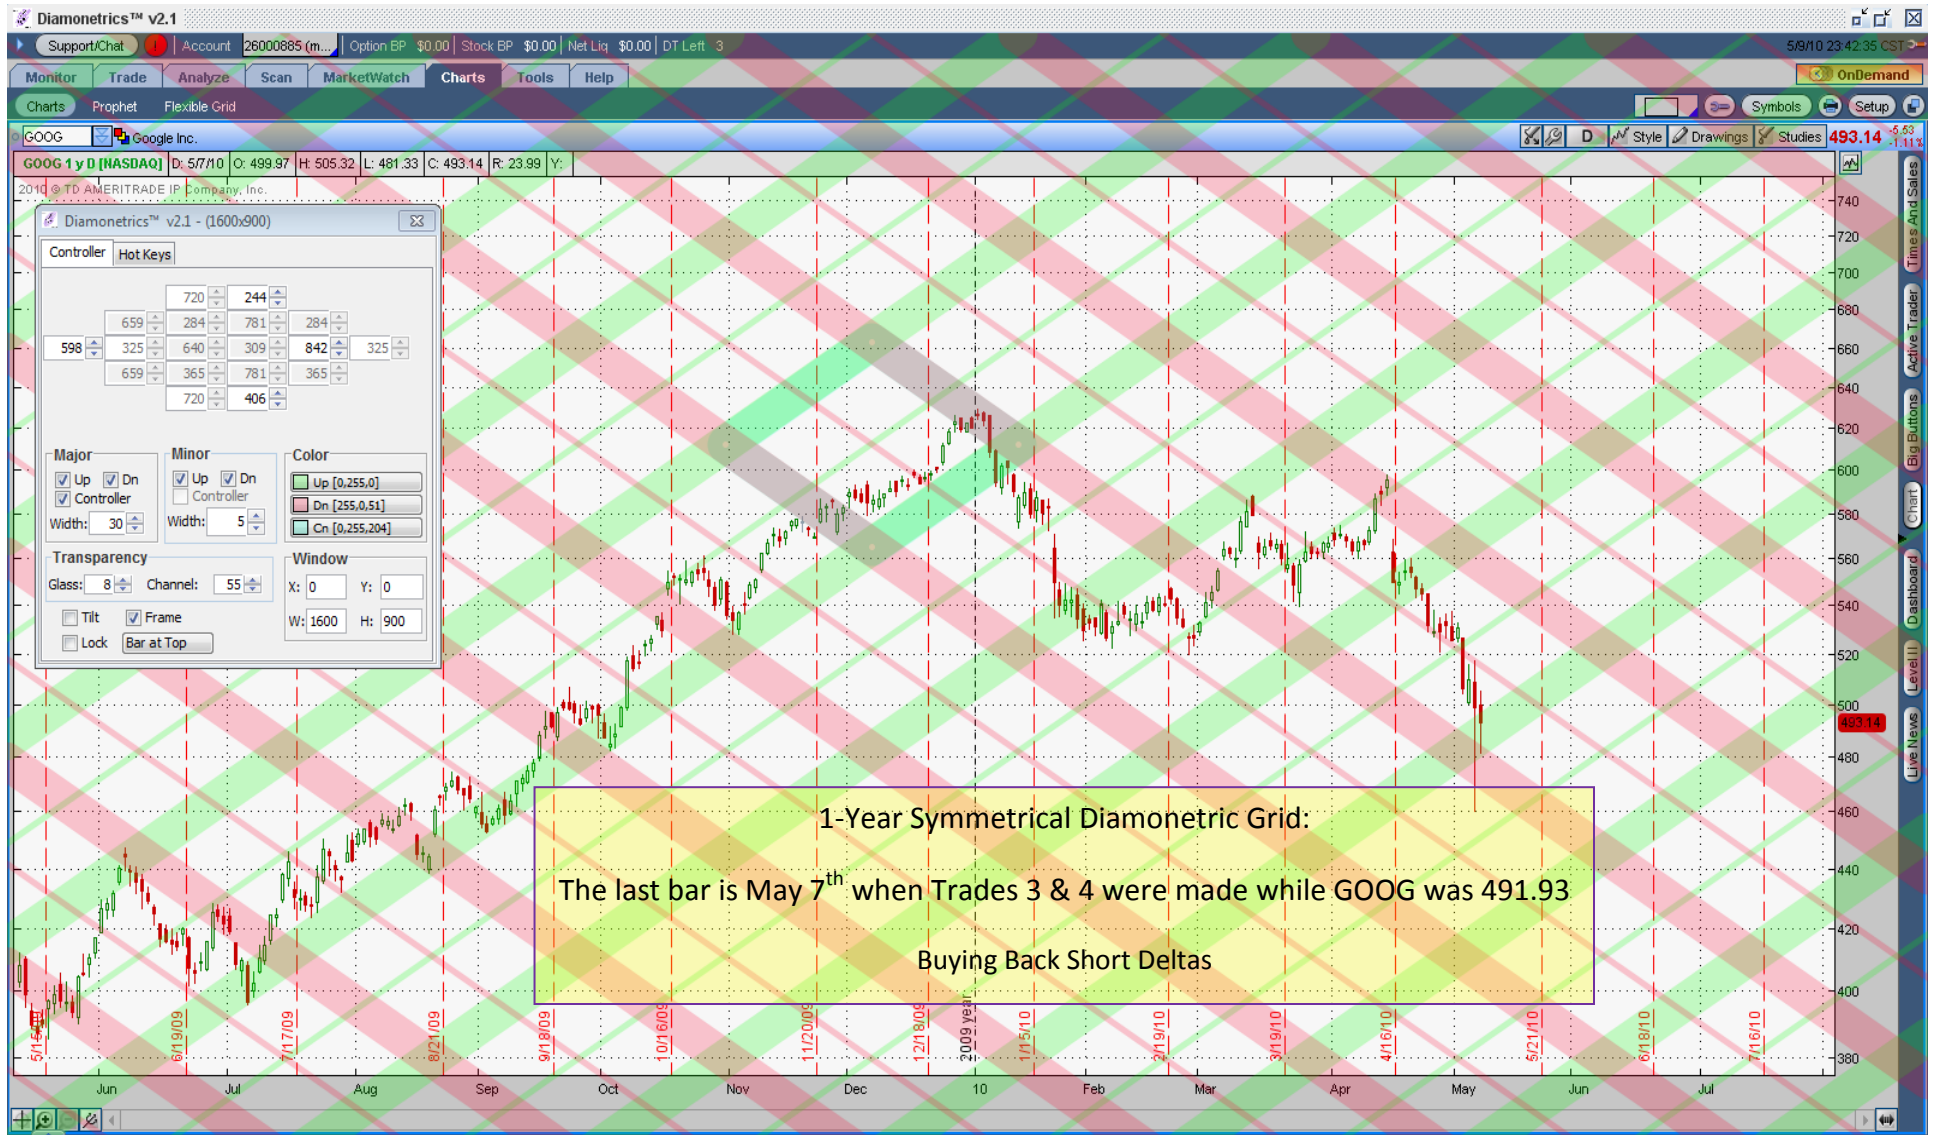 Diamonetrics™ v2.1
Support/Chat ! Account 26000885 (m... Option BP $0.00 Stock BP $0.00 Net Liq $0.00 DT Left 3 5/9/10 23:42:35 CST
Monitor Trade Analyze Scan MarketWatch Charts Tools Help OnDemand
Charts Prophet Flexible Grid Symbols Setup
GOOG Google Inc. D Style Drawings Studies 493.14 -5.53
-1.11%
GOOG 1 y D [NASDAQ] D: 5/7/10 O: 499.97 H: 505.32 L: 481.33 C: 493.14 R: 23.99 Y:
2010 © TD AMERITRADE IP Company, Inc.
Diamonetrics™ v2.1 - (1600x900)
Controller Hot Keys
720 244
659 284 781 284
598 325 640 309 842 325
659 365 781 365
720 406
Major Minor Color
Up Dn Up Dn Up [0,255,0]
Controller Controller Dn [255,0,51]
Width: 30 Width: 5 Cn [0,255,204]
Transparency Window
Glass: 8 Channel: 55 X: 0 Y: 0
Tilt Frame W: 1600 H: 900
Lock Bar at Top
740
720
700
680
660
640
620
600
580
560
540
520
500
493.14
480
460
440
420
400
380
Times And Sales
Active Trader
Big Buttons
Chart
Dashboard
Level II
Live News
1-Year Symmetrical Diamonetric Grid:
The last bar is May 7th when Trades 3 & 4 were made while GOOG was 491.93
Buying Back Short Deltas
6/19/09 7/17/09 8/21/09 9/18/09 10/16/09 11/20/09 12/18/09 2009 year 1/15/10 2/19/10 3/19/10 4/16/10 5/21/10 6/18/10 7/16/10
Jun Jul Aug Sep Oct Nov Dec 10 Feb Mar Apr May Jun Jul